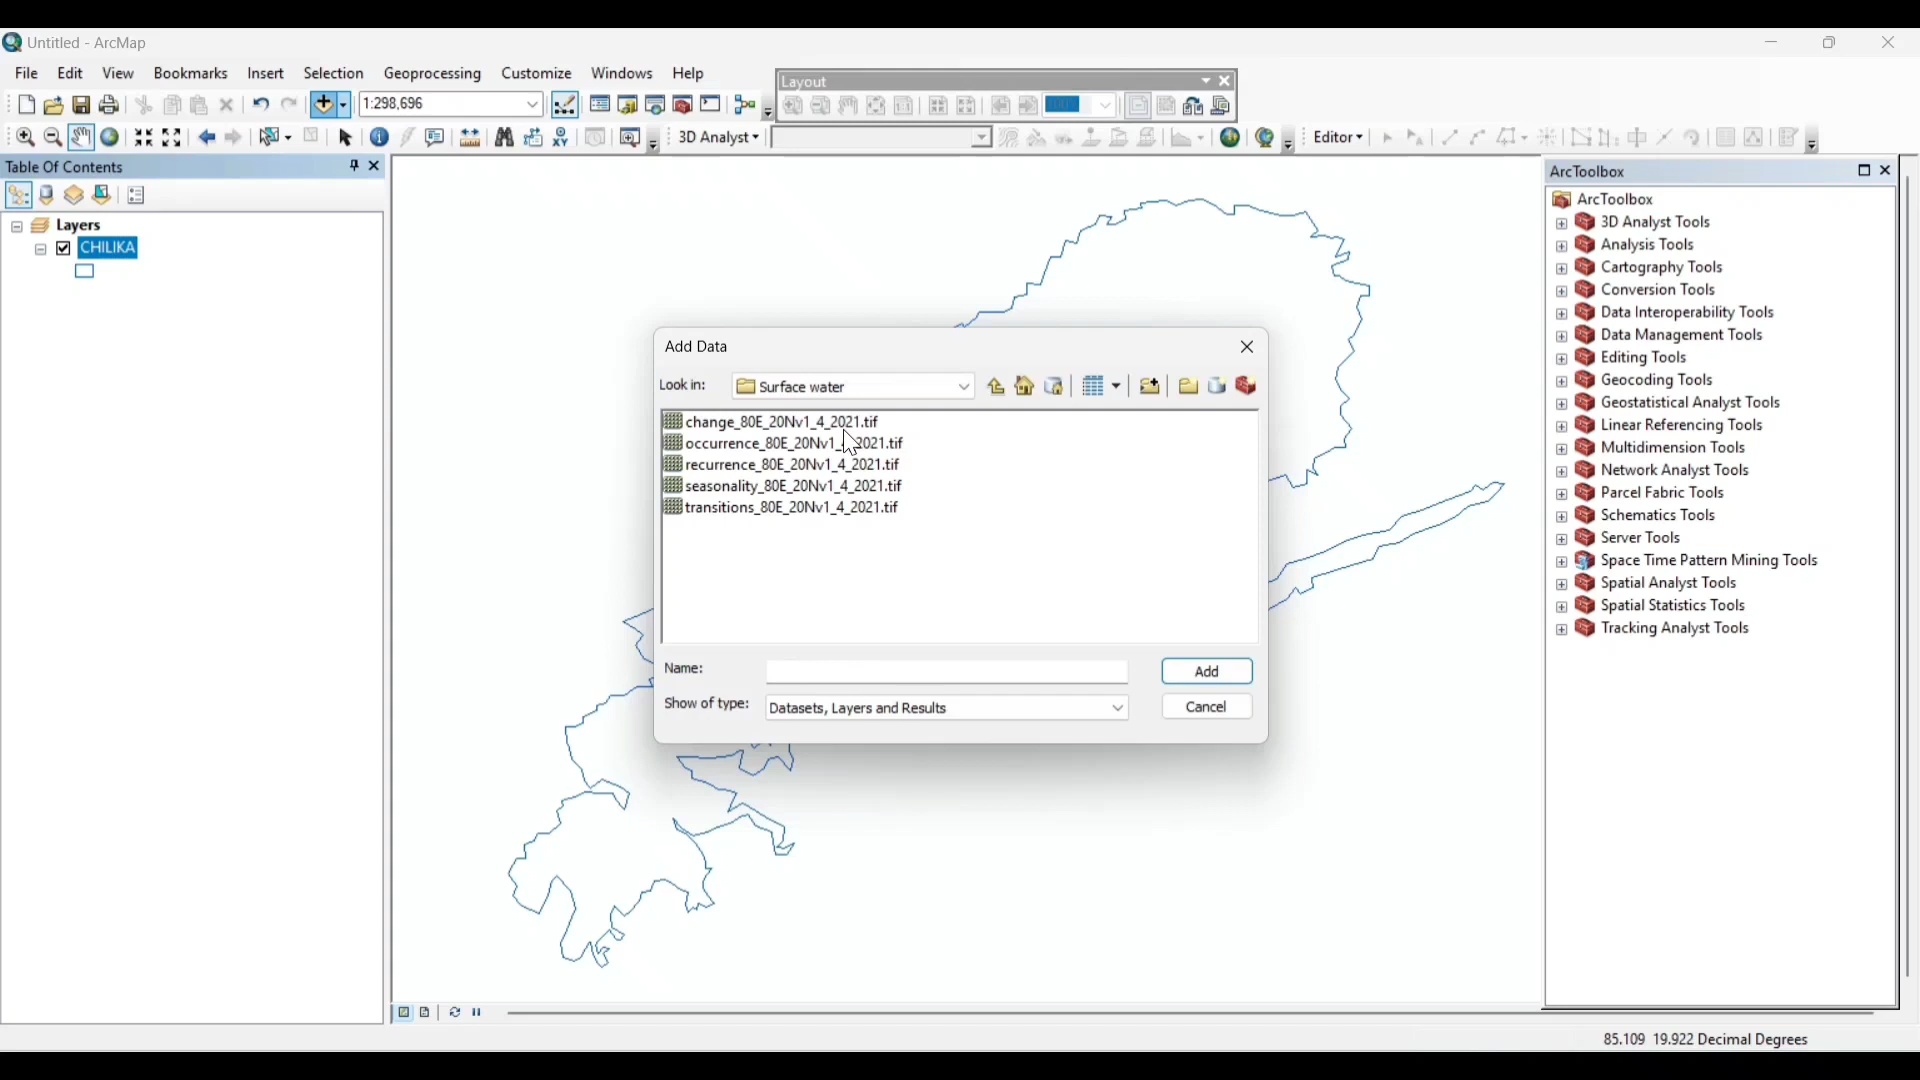 Untitled - ArcMap
File Edit View Bookmarks Insert Selection Geoprocessing Customize Windows Help
Layout
1:298,696
3D Analyst
Editor
Table Of Contents
Layers
CHILIKA
Add Data
Look in: Surface water
change_80E_20Nv1_4_2021.tif
occurrence_80E_20Nv1_4_2021.tif
recurrence_80E_20Nv1_4_2021.tif
seasonality_80E_20Nv1_4_2021.tif
transitions_80E_20Nv1_4_2021.tif
Name:
Add
Show of type: Datasets, Layers and Results
Cancel
ArcToolbox
ArcToolbox
3D Analyst Tools
Analysis Tools
Cartography Tools
Conversion Tools
Data Interoperability Tools
Data Management Tools
Editing Tools
Geocoding Tools
Geostatistical Analyst Tools
Linear Referencing Tools
Multidimension Tools
Network Analyst Tools
Parcel Fabric Tools
Schematics Tools
Server Tools
Space Time Pattern Mining Tools
Spatial Analyst Tools
Spatial Statistics Tools
Tracking Analyst Tools
85.109 19.922 Decimal Degrees